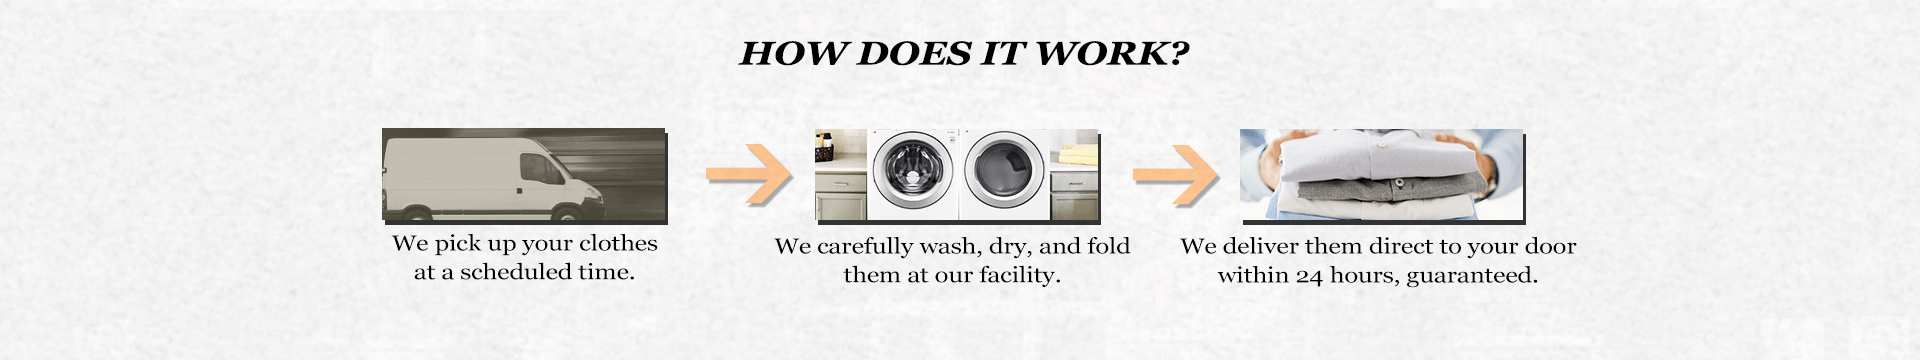 HOW DOES IT WORK?
We pick up your clothes
at a scheduled time.
We carefully wash, dry, and fold
them at our facility.
We deliver them direct to your door
within 24 hours, guaranteed.